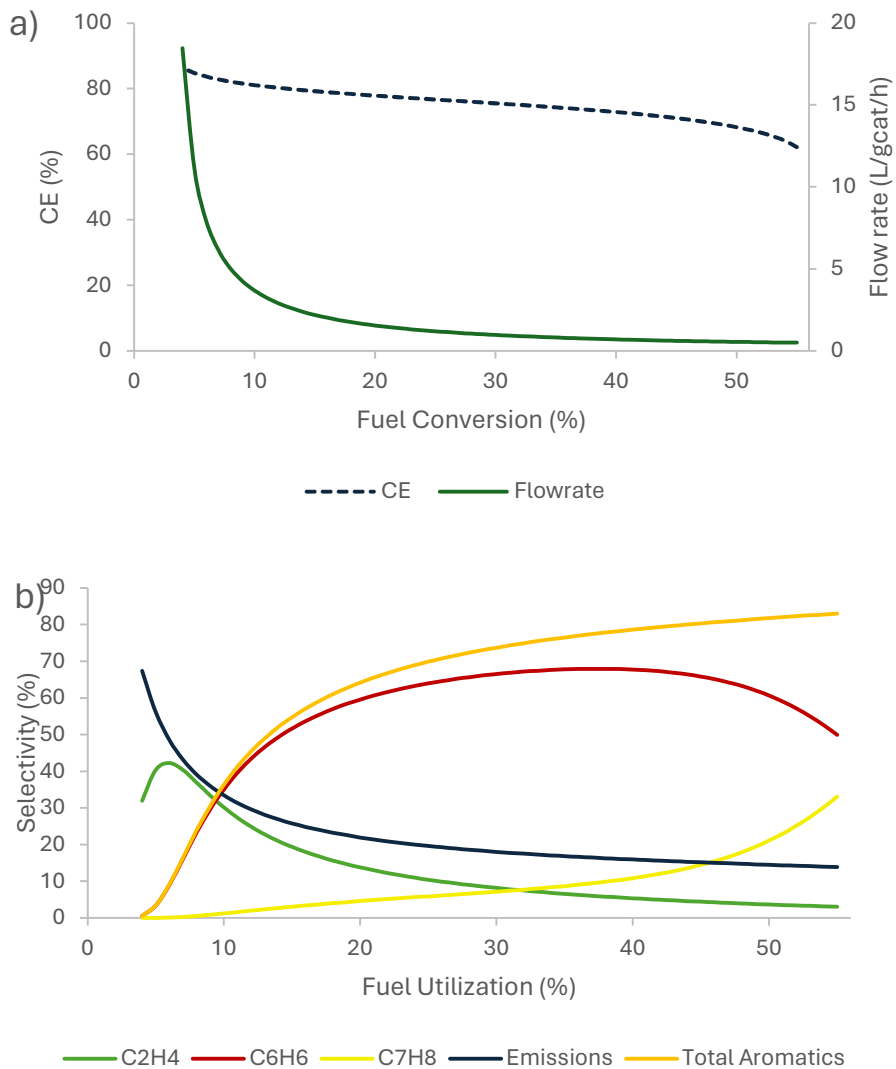 a)
100
80
60
40
20
0
CE (%)
20
15
10
5
0
Flow rate (L/gcat/h)
0 10 20 30 40 50
Fuel Conversion (%)
CE Flowrate
b)
90
80
70
60
50
40
30
20
10
0
Selectivity (%)
0 10 20 30 40 50
Fuel Utilization (%)
C2H4 C6H6 C7H8 Emissions Total Aromatics